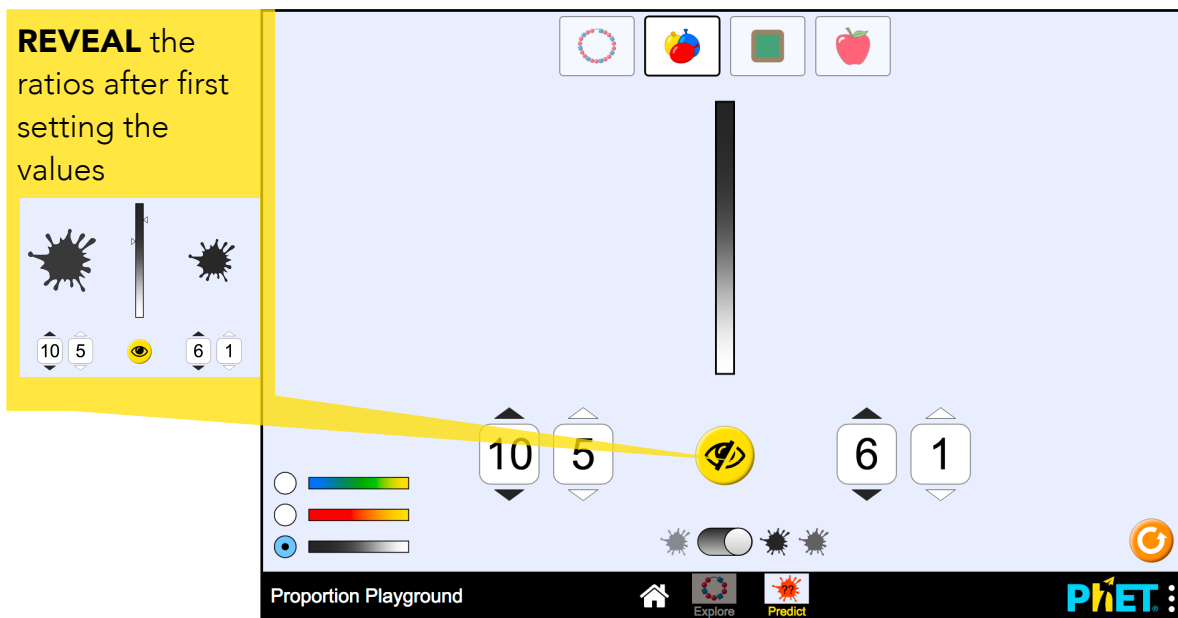 REVEAL the
ratios after first
setting the
values
10 5 6 1
10 5 6 1
Proportion Playground
Explore
??
Predict
PhET